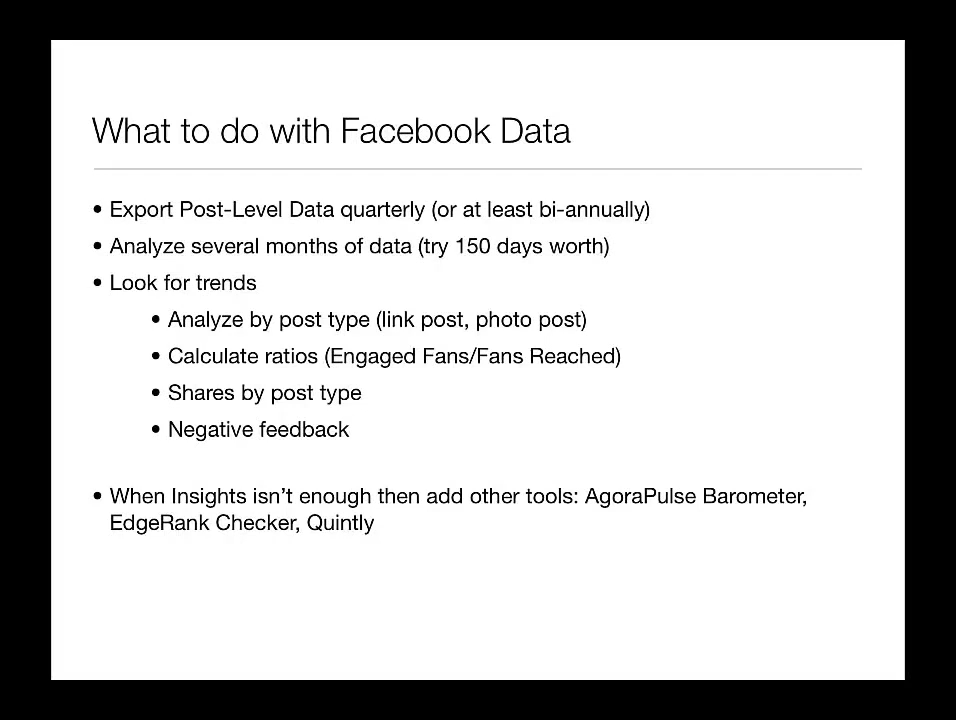 What to do with Facebook Data
• Export Post-Level Data quarterly (or at least bi-annually)
• Analyze several months of data (try 150 days worth)
• Look for trends
• Analyze by post type (link post, photo post)
• Calculate ratios (Engaged Fans/Fans Reached)
• Shares by post type
• Negative feedback
• When Insights isn’t enough then add other tools: AgoraPulse Barometer,
EdgeRank Checker, Quintly